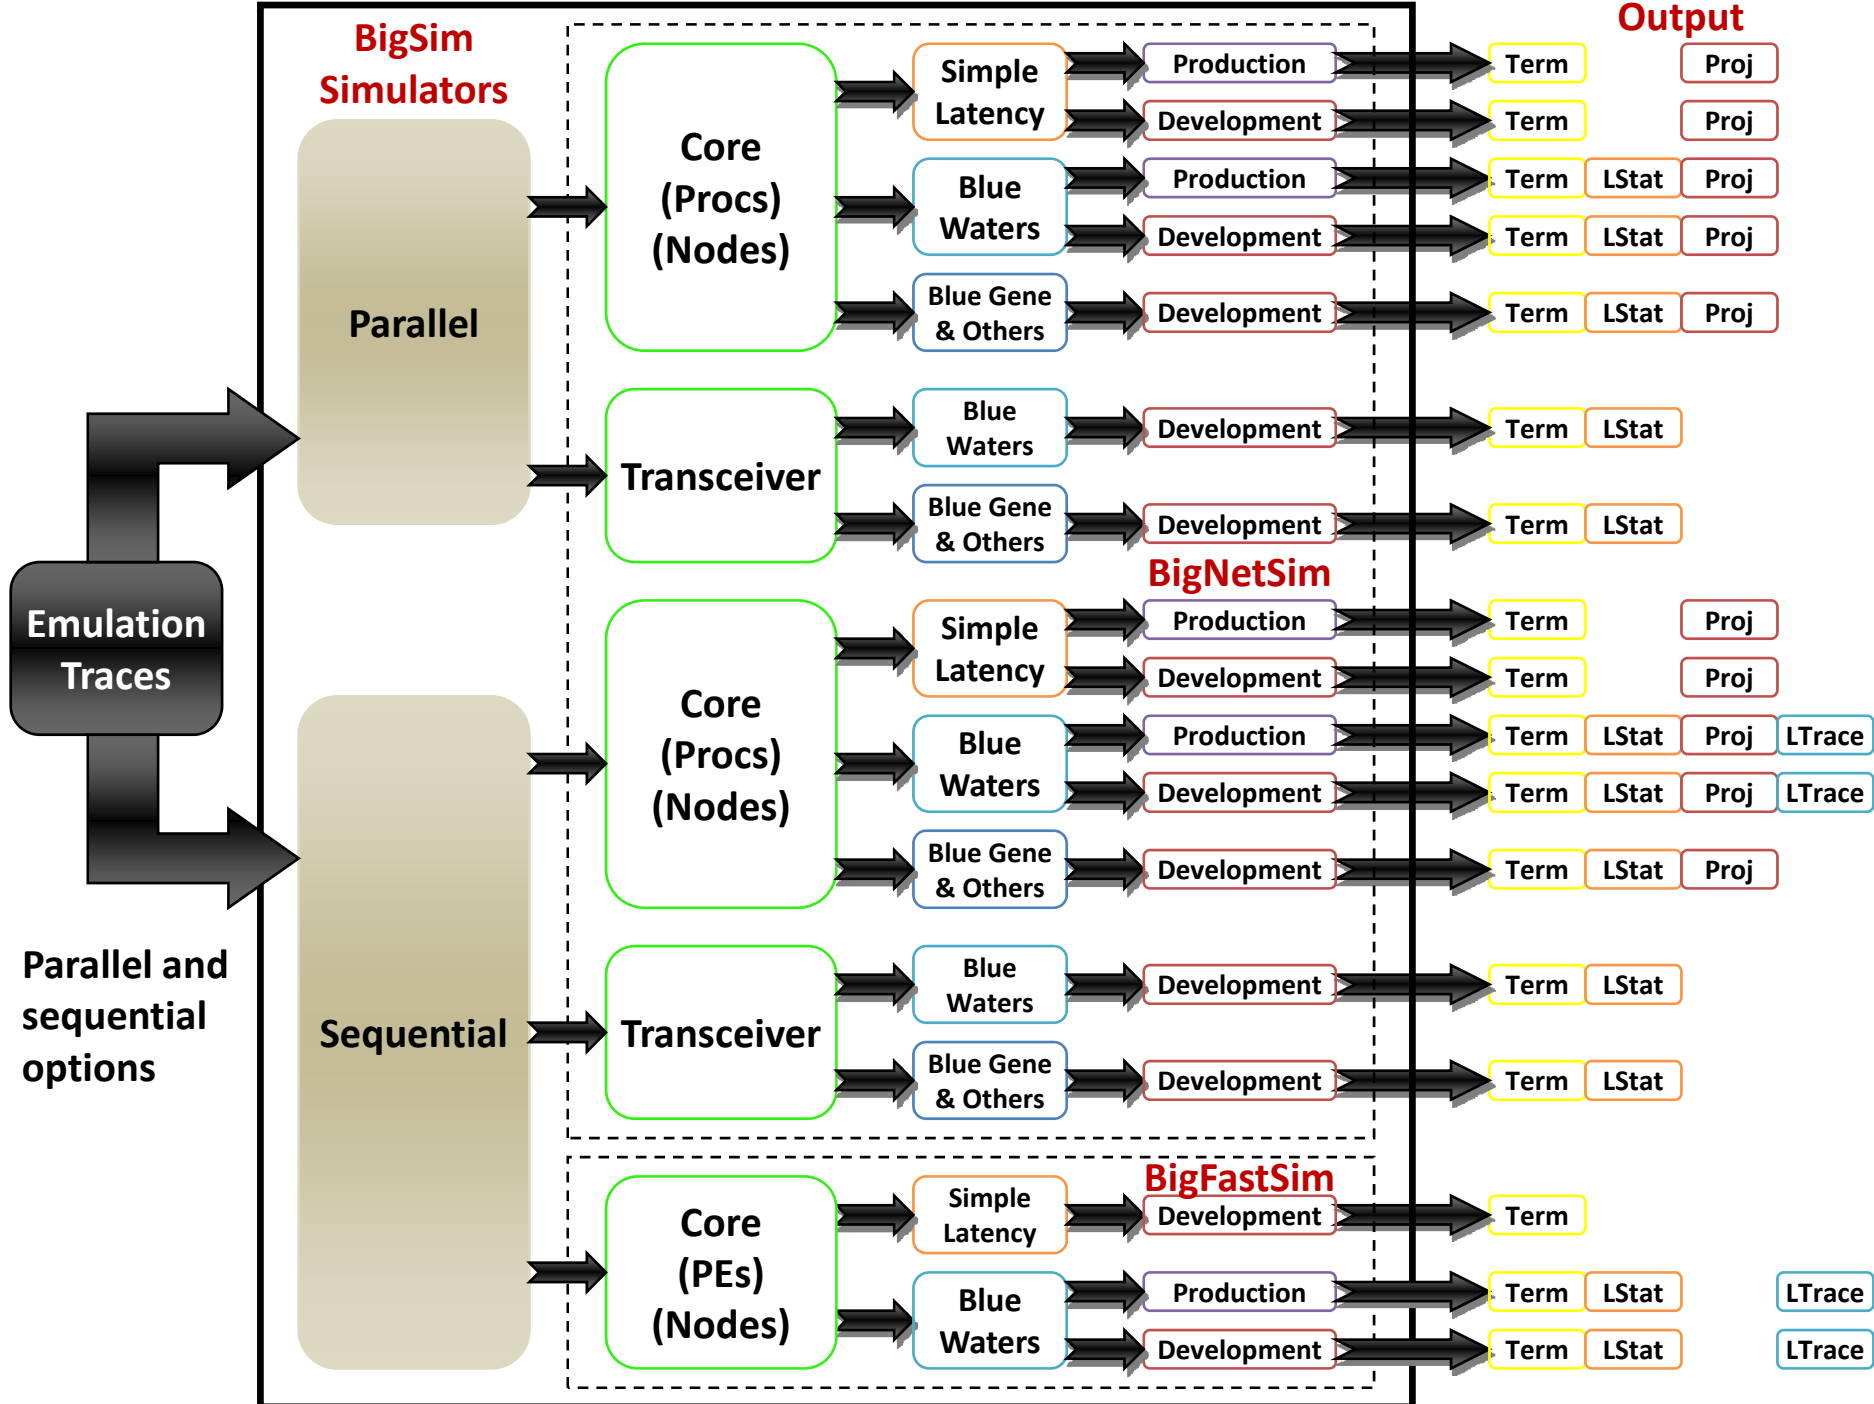 BigSim
Simulators
Output
Parallel
Core
(Procs)
(Nodes)
Simple
Latency
Production
Term
Proj
Development
Term
Proj
Blue
Waters
Production
Term
LStat
Proj
Development
Term
LStat
Proj
Blue Gene
& Others
Development
Term
LStat
Proj
Transceiver
Blue
Waters
Development
Term
LStat
Blue Gene
& Others
Development
Term
LStat
BigNetSim
Emulation
Traces
Parallel and
sequential
options
Sequential
Core
(Procs)
(Nodes)
Simple
Latency
Production
Term
Proj
Development
Term
Proj
Blue
Waters
Production
Term
LStat
Proj
LTrace
Development
Term
LStat
Proj
LTrace
Blue Gene
& Others
Development
Term
LStat
Proj
Transceiver
Blue
Waters
Development
Term
LStat
Blue Gene
& Others
Development
Term
LStat
BigFastSim
Core
(PEs)
(Nodes)
Simple
Latency
Development
Term
Blue
Waters
Production
Term
LStat
LTrace
Development
Term
LStat
LTrace